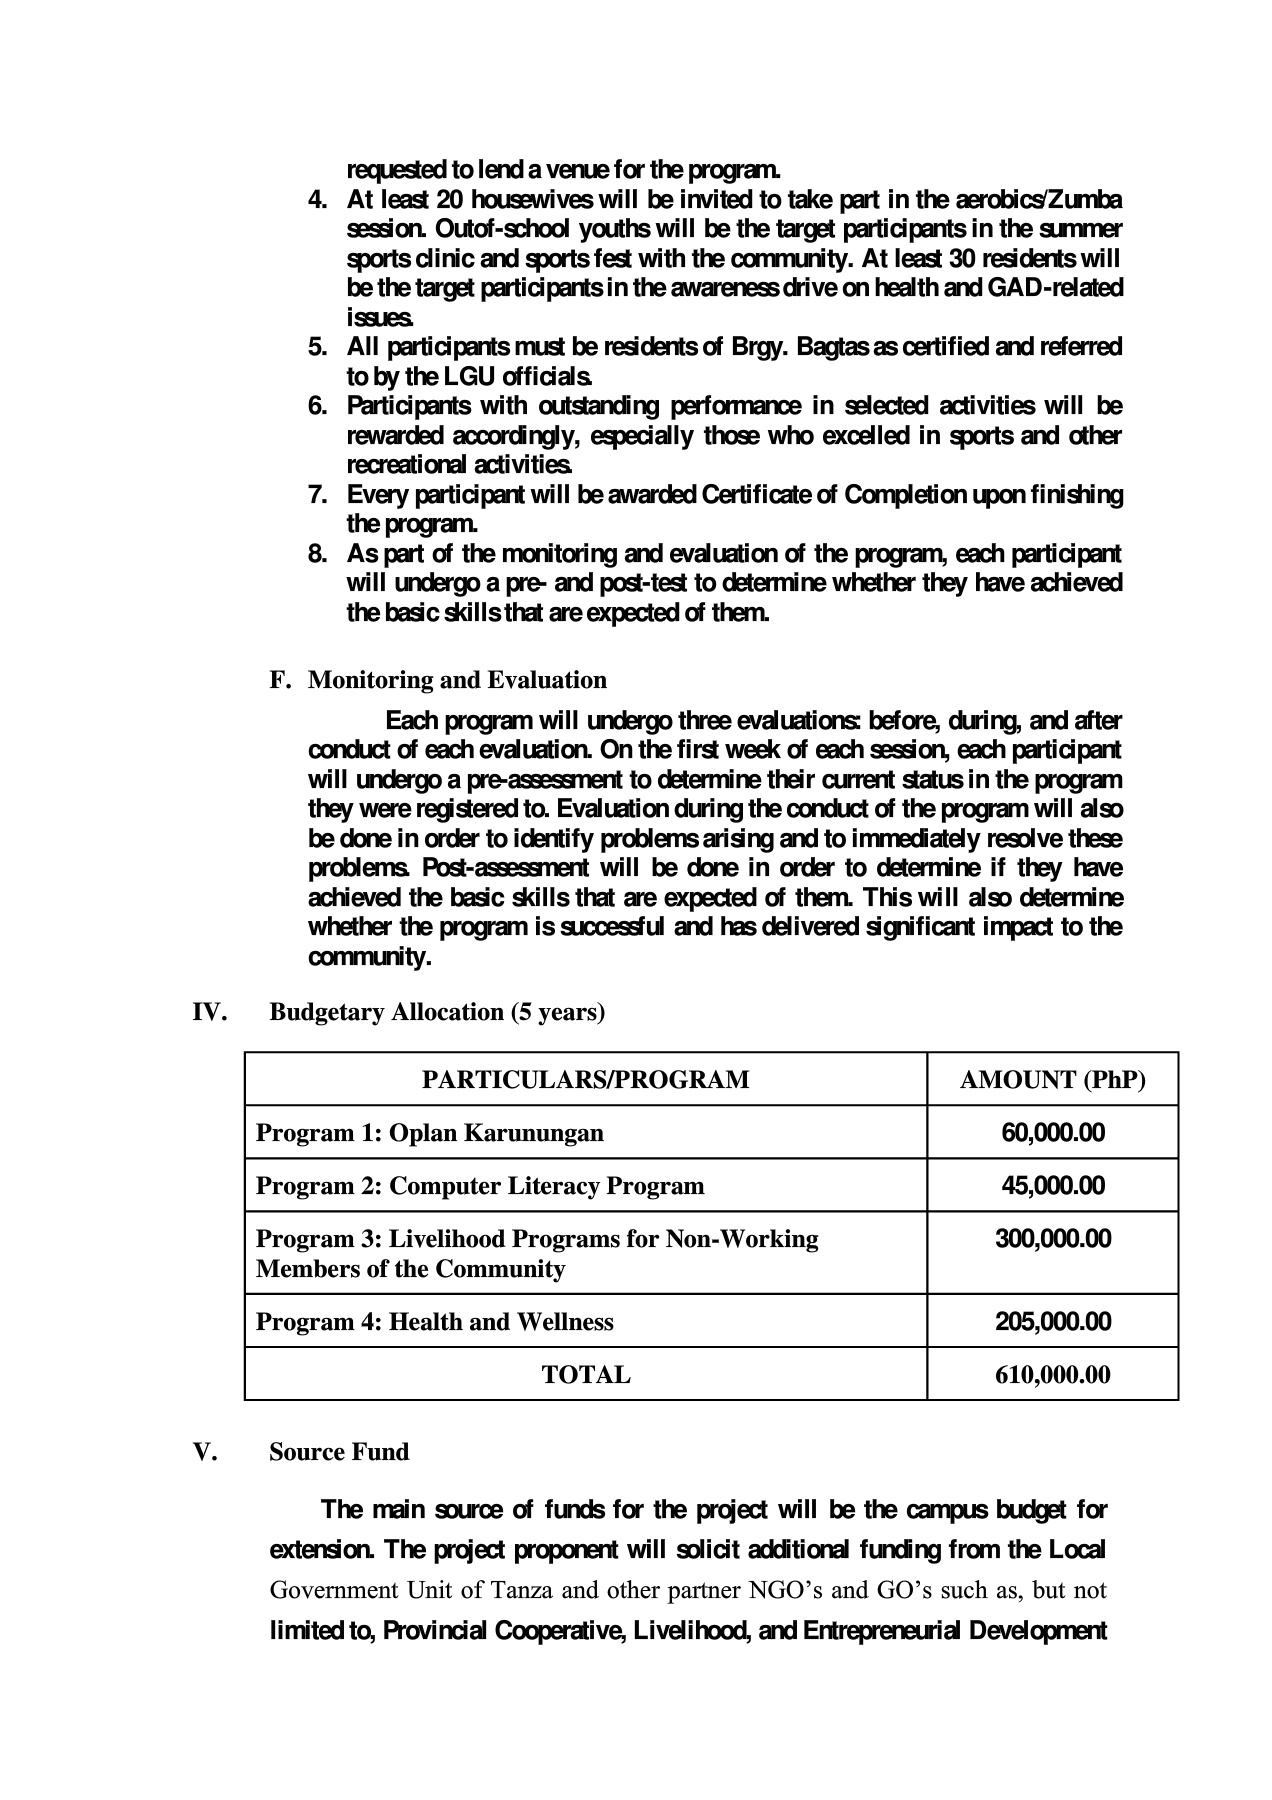 requested to lend a venue for the program.
4. At least 20 housewives will be invited to take part in the aerobics/Zumba
session. Outof-school youths will be the target participants in the summer
sports clinic and sports fest with the community. At least 30 residents will
be the target participants in the awareness drive on health and GAD-related
issues.
5. All participants must be residents of Brgy. Bagtas as certified and referred
to by the LGU officials.
6. Participants with outstanding performance in selected activities will be
rewarded accordingly, especially those who excelled in sports and other
recreational activities.
7. Every participant will be awarded Certificate of Completion upon finishing
the program.
8. As part of the monitoring and evaluation of the program, each participant
will undergo a pre- and post-test to determine whether they have achieved
the basic skills that are expected of them.
F. Monitoring and Evaluation
Each program will undergo three evaluations: before, during, and after
conduct of each evaluation. On the first week of each session, each participant
will undergo a pre-assessment to determine their current status in the program
they were registered to. Evaluation during the conduct of the program will also
be done in order to identify problems arising and to immediately resolve these
problems. Post-assessment will be done in order to determine if they have
achieved the basic skills that are expected of them. This will also determine
whether the program is successful and has delivered significant impact to the
community.
IV. Budgetary Allocation (5 years)
PARTICULARS/PROGRAM AMOUNT (PhP)
Program 1: Oplan Karunungan 60,000.00
Program 2: Computer Literacy Program 45,000.00
Program 3: Livelihood Programs for Non-Working 300,000.00
Members of the Community
Program 4: Health and Wellness 205,000.00
TOTAL 610,000.00
V. Source Fund
The main source of funds for the project will be the campus budget for
extension. The project proponent will solicit additional funding from the Local
Government Unit of Tanza and other partner NGO’s and GO’s such as, but not
limited to, Provincial Cooperative, Livelihood, and Entrepreneurial Development